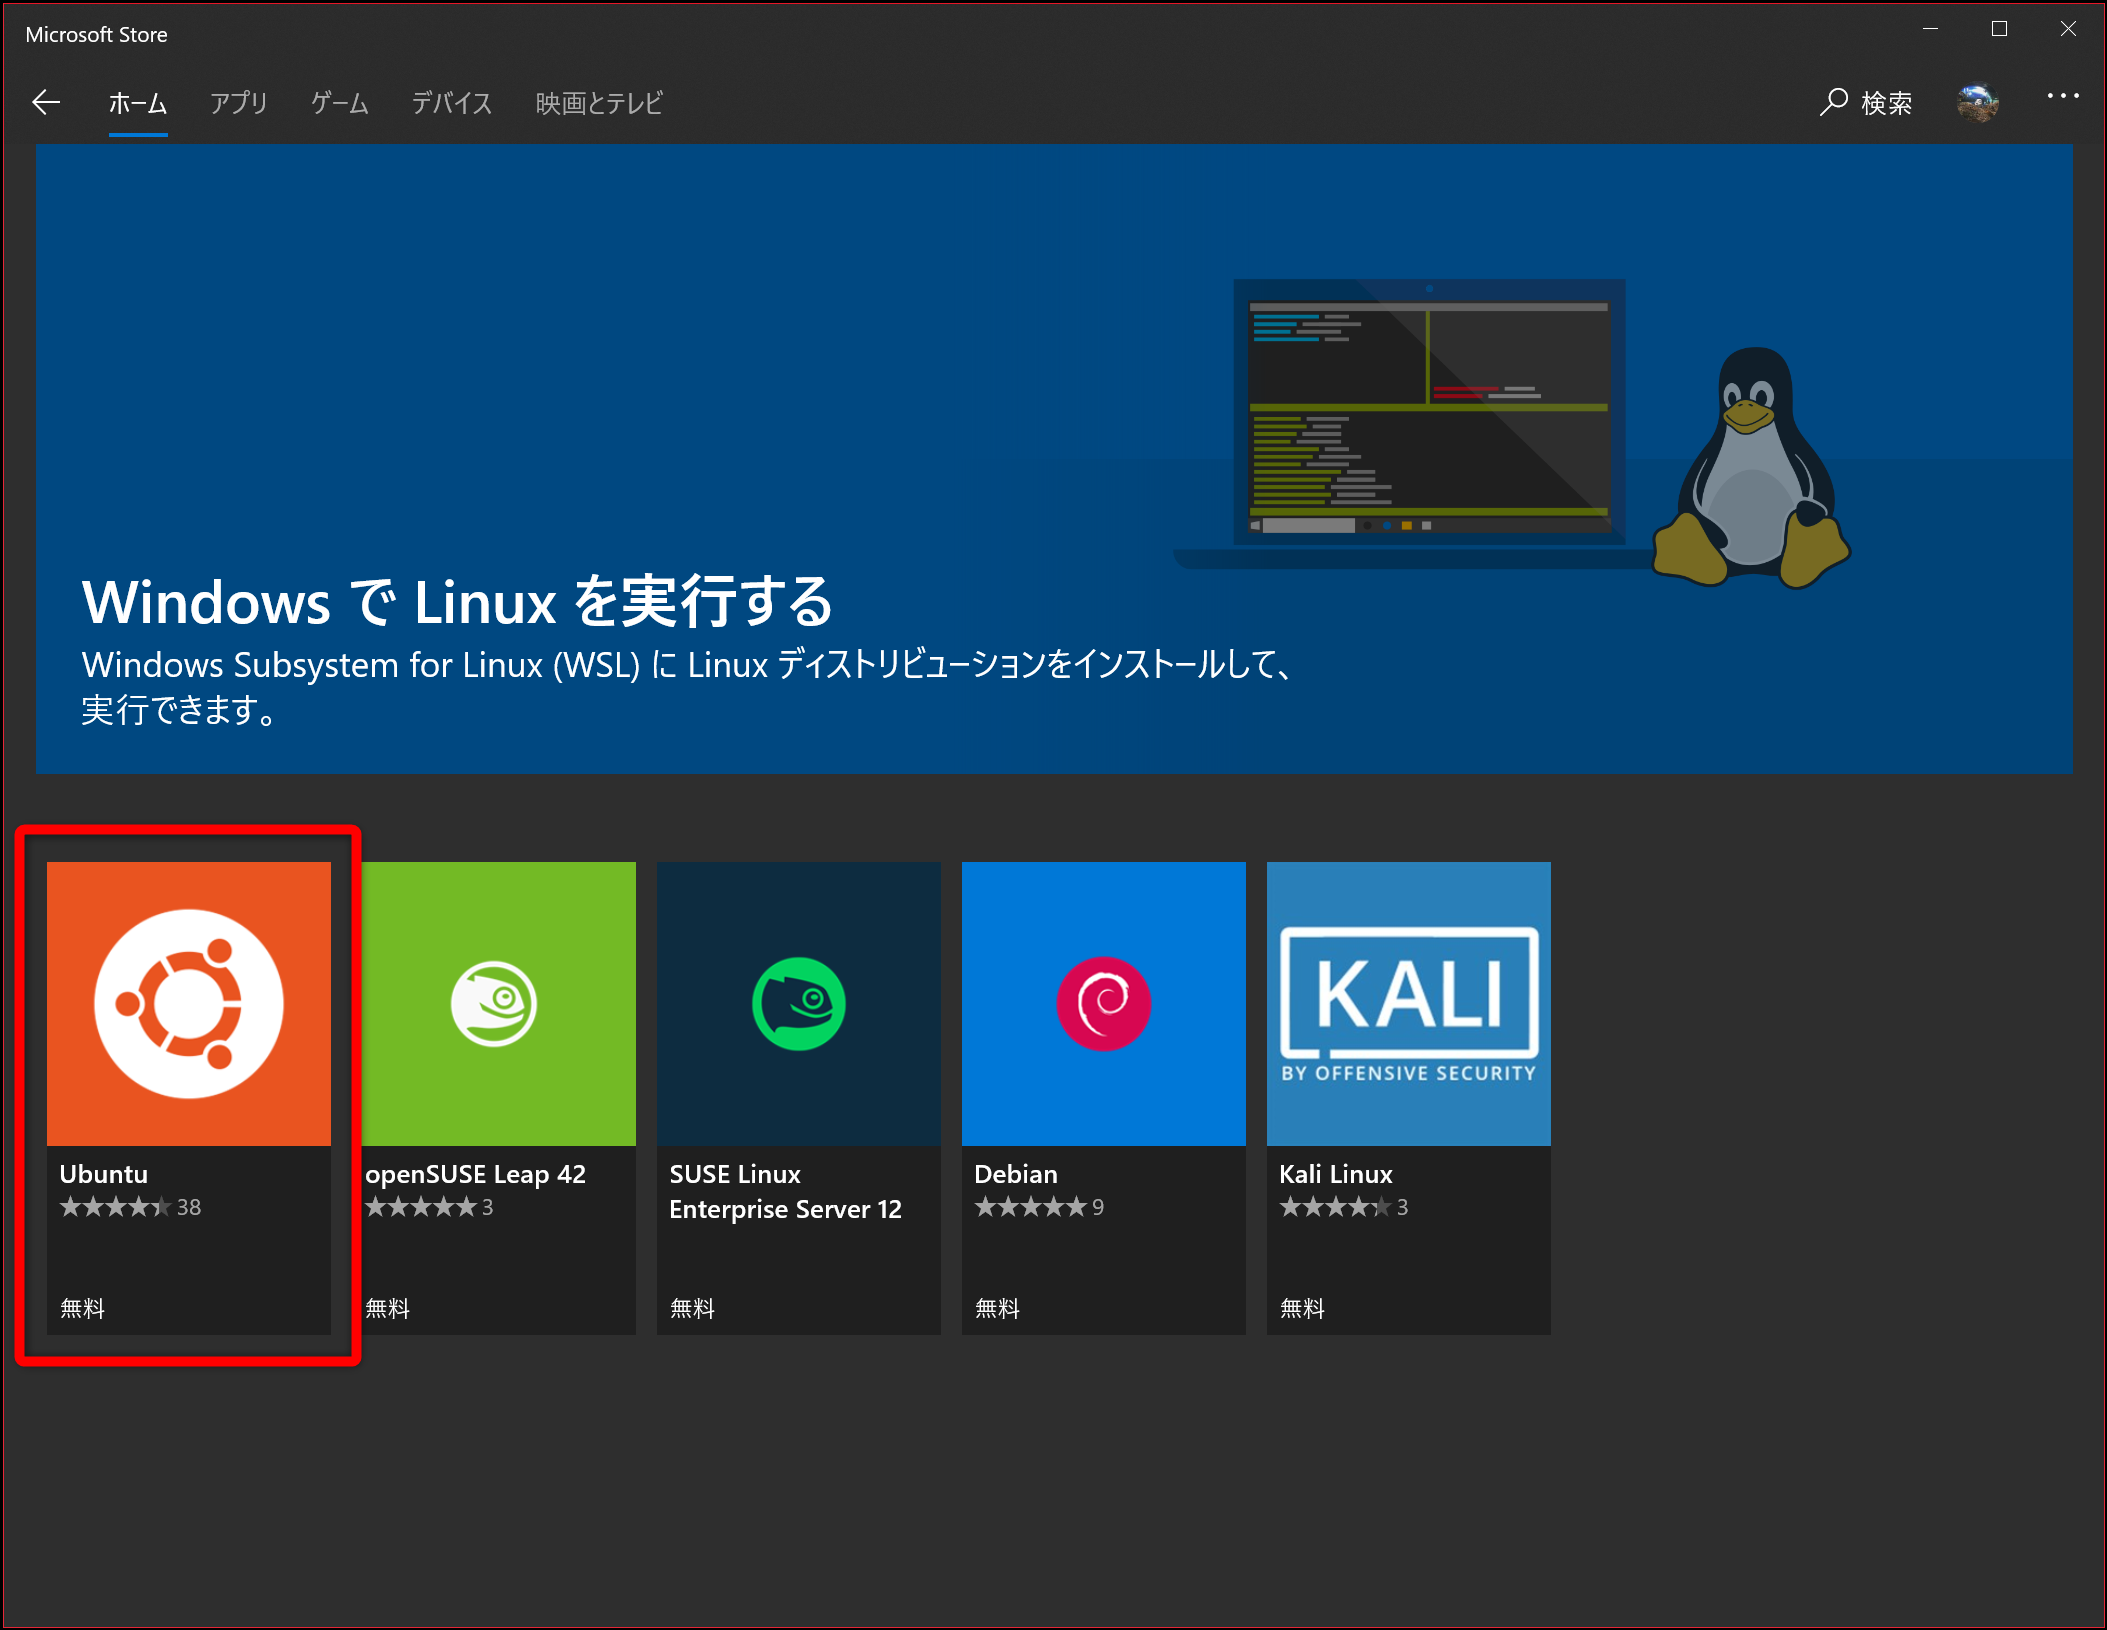 Microsoft Store
ホーム アプリ ゲーム デバイス 映画とテレビ 検索
Windows で Linux を実行する
Windows Subsystem for Linux (WSL) に Linux ディストリビューションをインストールして、
実行できます。
KALI
BY OFFENSIVE SECURITY
Ubuntu
38
無料
openSUSE Leap 42
3
無料
SUSE Linux
Enterprise Server 12
無料
Debian
9
無料
Kali Linux
3
無料